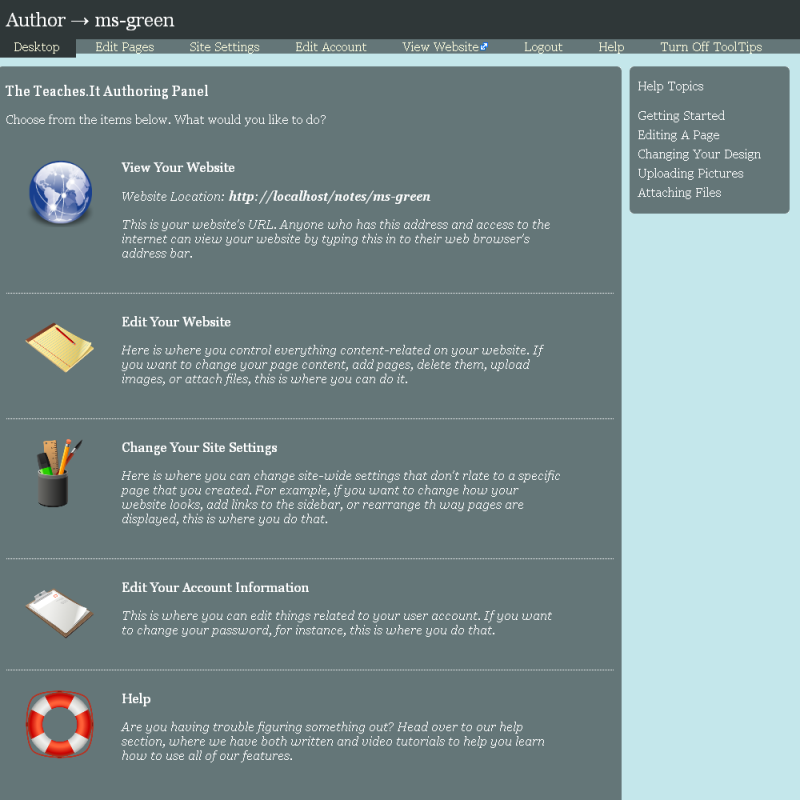 Author → ms-green
Desktop Edit Pages Site Settings Edit Account View Website Logout Help Turn Off ToolTips
The Teaches.It Authoring Panel
Choose from the items below. What would you like to do?
View Your Website
Website Location: http://localhost/notes/ms-green
This is your website's URL. Anyone who has this address and access to the
internet can view your website by typing this in to their web browser's
address bar.
Edit Your Website
Here is where you control everything content-related on your website. If
you want to change your page content, add pages, delete them, upload
images, or attach files, this is where you can do it.
Change Your Site Settings
Here is where you can change site-wide settings that don't rlate to a specific
page that you created. For example, if you want to change how your
website looks, add links to the sidebar, or rearrange th way pages are
displayed, this is where you do that.
Edit Your Account Information
This is where you can edit things related to your user account. If you want
to change your password, for instance, this is where you do that.
Help
Are you having trouble figuring something out? Head over to our help
section, where we have both written and video tutorials to help you learn
how to use all of our features.
Help Topics
Getting Started
Editing A Page
Changing Your Design
Uploading Pictures
Attaching Files